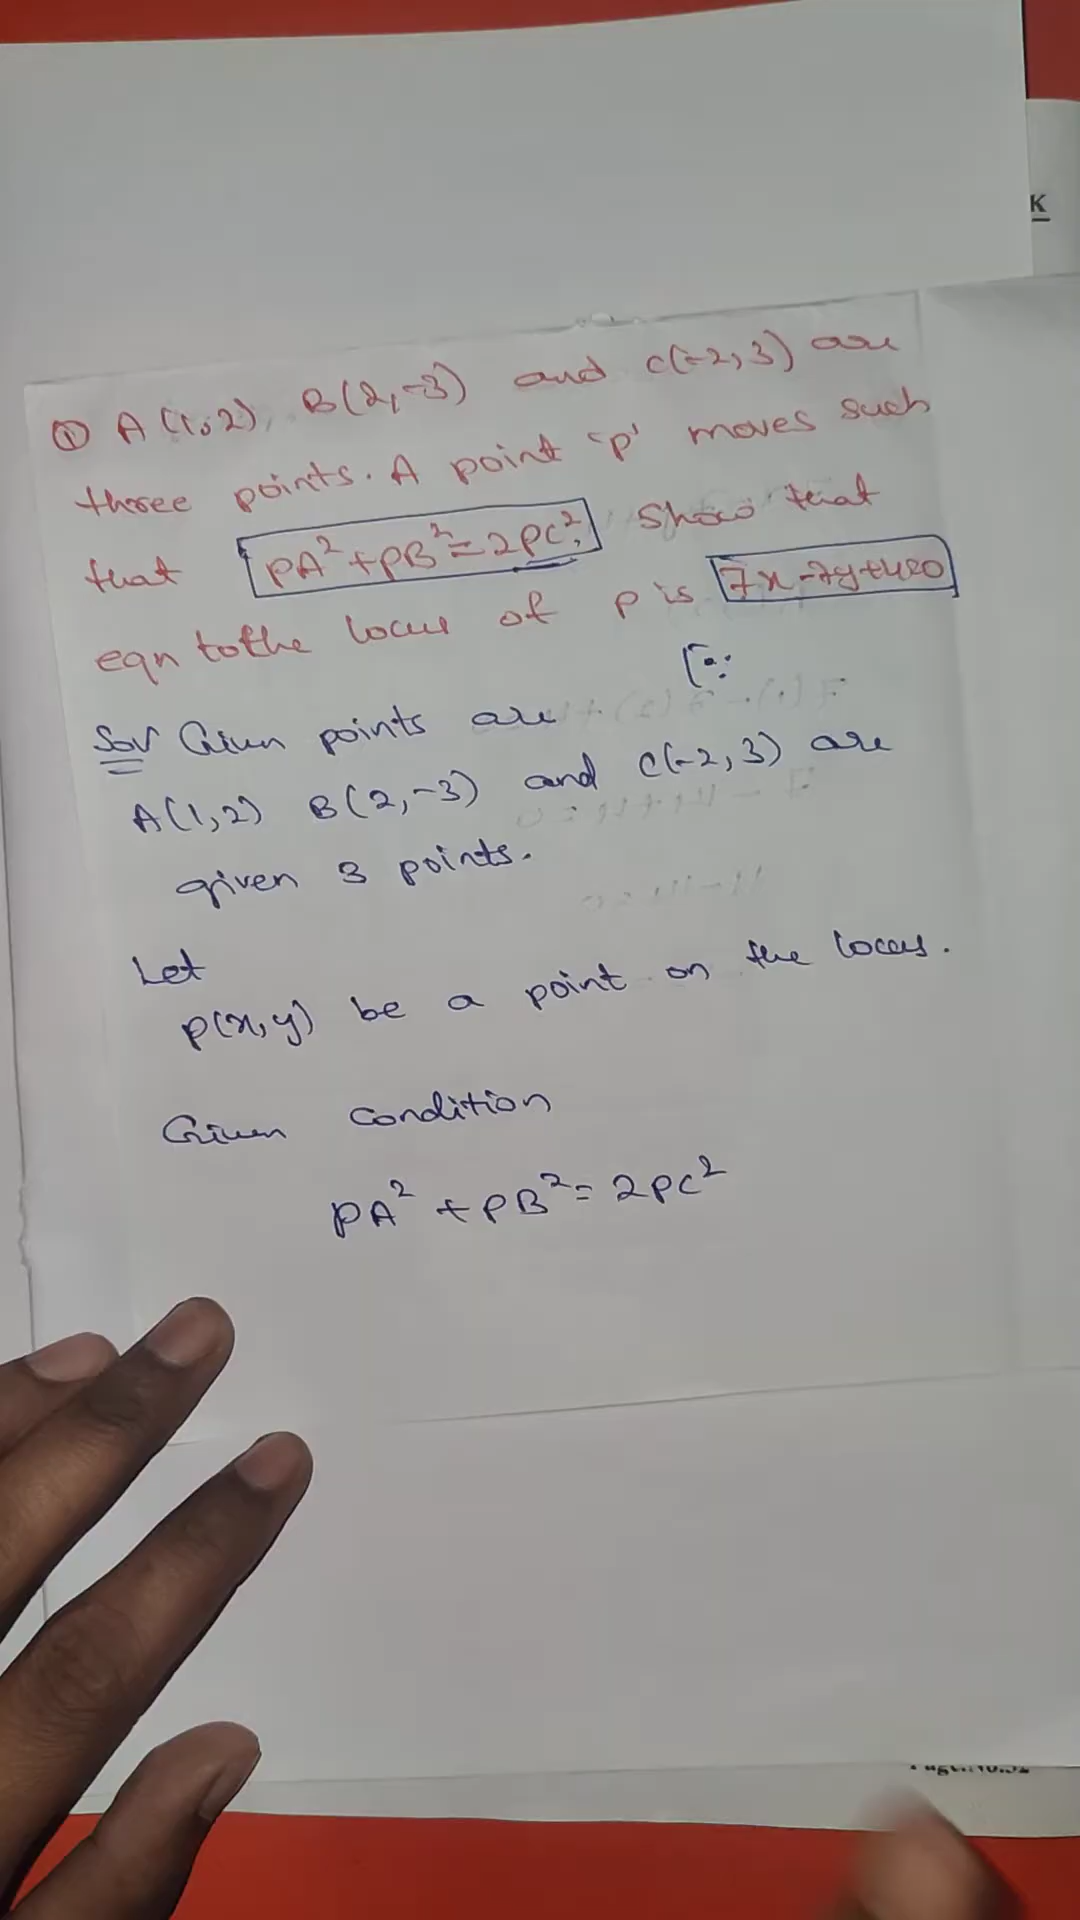 K
① A(1,2), B(2,-3) and C(-2,3) are
three points. A point 'p' moves such
that PA²+PB²=2PC². Show that
eqn to the locus of p is 7x-7y+4=0
[∵
Sol Given points are
A(1,2) B(2,-3) and C(-2,3) are
given 3 points.
Let
P(x,y) be a point on the locus.
Given condition
PA² + PB² = 2PC²